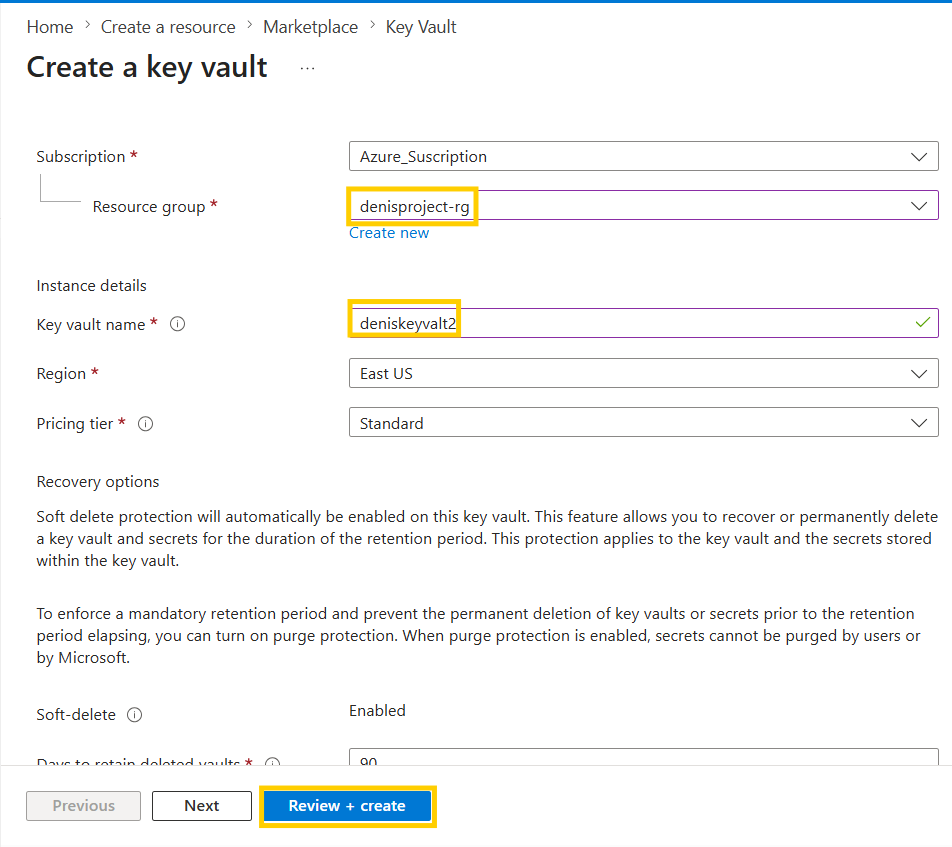 Home > Create a resource > Marketplace > Key Vault
Create a key vault ...
Subscription * Azure_Suscription
Resource group * denisproject-rg
Create new
Instance details
Key vault name * deniskeyvalt2
Region * East US
Pricing tier * Standard
Recovery options
Soft delete protection will automatically be enabled on this key vault. This feature allows you to recover or permanently delete
a key vault and secrets for the duration of the retention period. This protection applies to the key vault and the secrets stored
within the key vault.
To enforce a mandatory retention period and prevent the permanent deletion of key vaults or secrets prior to the retention
period elapsing, you can turn on purge protection. When purge protection is enabled, secrets cannot be purged by users or
by Microsoft.
Soft-delete Enabled
Days to retain deleted vaults * 90
Previous Next Review + create